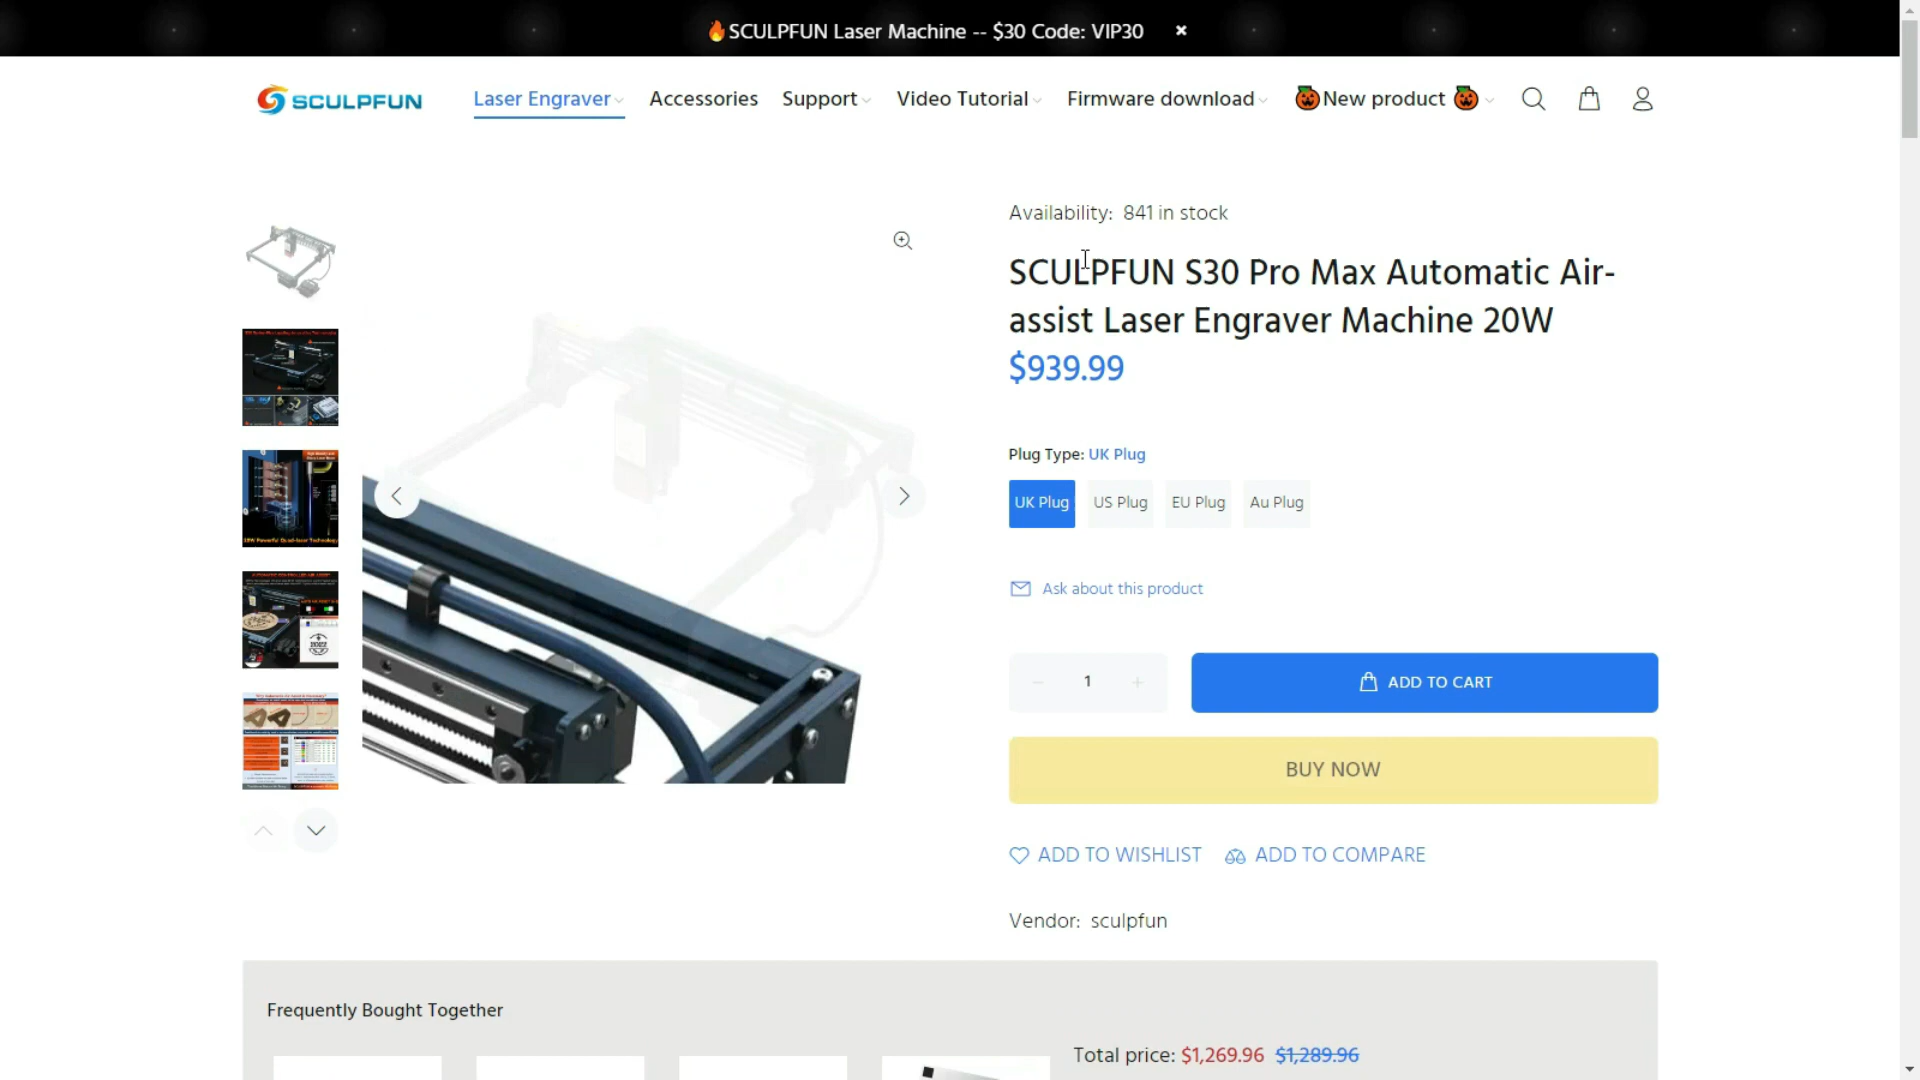 🔥SCULPFUN Laser Machine -- $30 Code: VIP30 ×
SCULPFUN
Laser Engraver
Accessories
Support
Video Tutorial
Firmware download
🎃New product 🎃
Availability: 841 in stock
SCULPFUN S30 Pro Max Automatic Air-
assist Laser Engraver Machine 20W
$939.99
Plug Type: UK Plug
UK Plug
US Plug
EU Plug
Au Plug
Ask about this product
− 1 +
ADD TO CART
BUY NOW
ADD TO WISHLIST
ADD TO COMPARE
Vendor: sculpfun
Frequently Bought Together
Total price: $1,269.96 $1,289.96